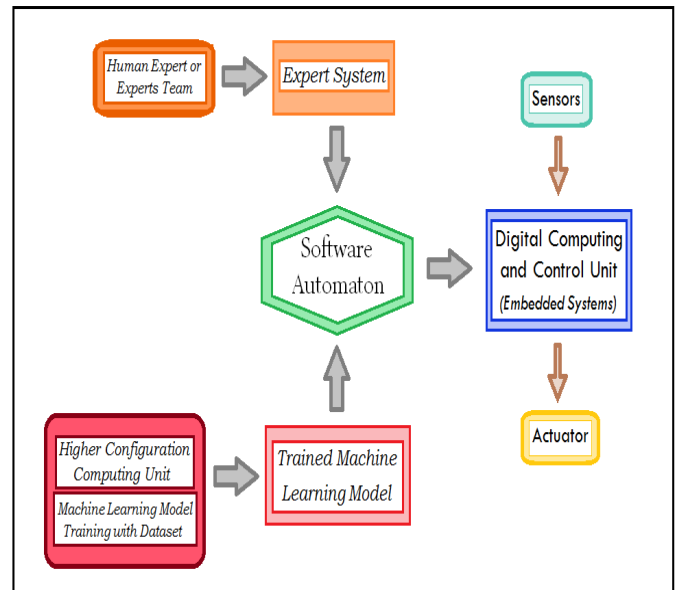 Human Expert or
Experts Team
Expert System
Sensors
Software
Automaton
Digital Computing
and Control Unit
(Embedded Systems)
Higher Configuration
Computing Unit
Machine Learning Model
Training with Dataset
Trained Machine
Learning Model
Actuator